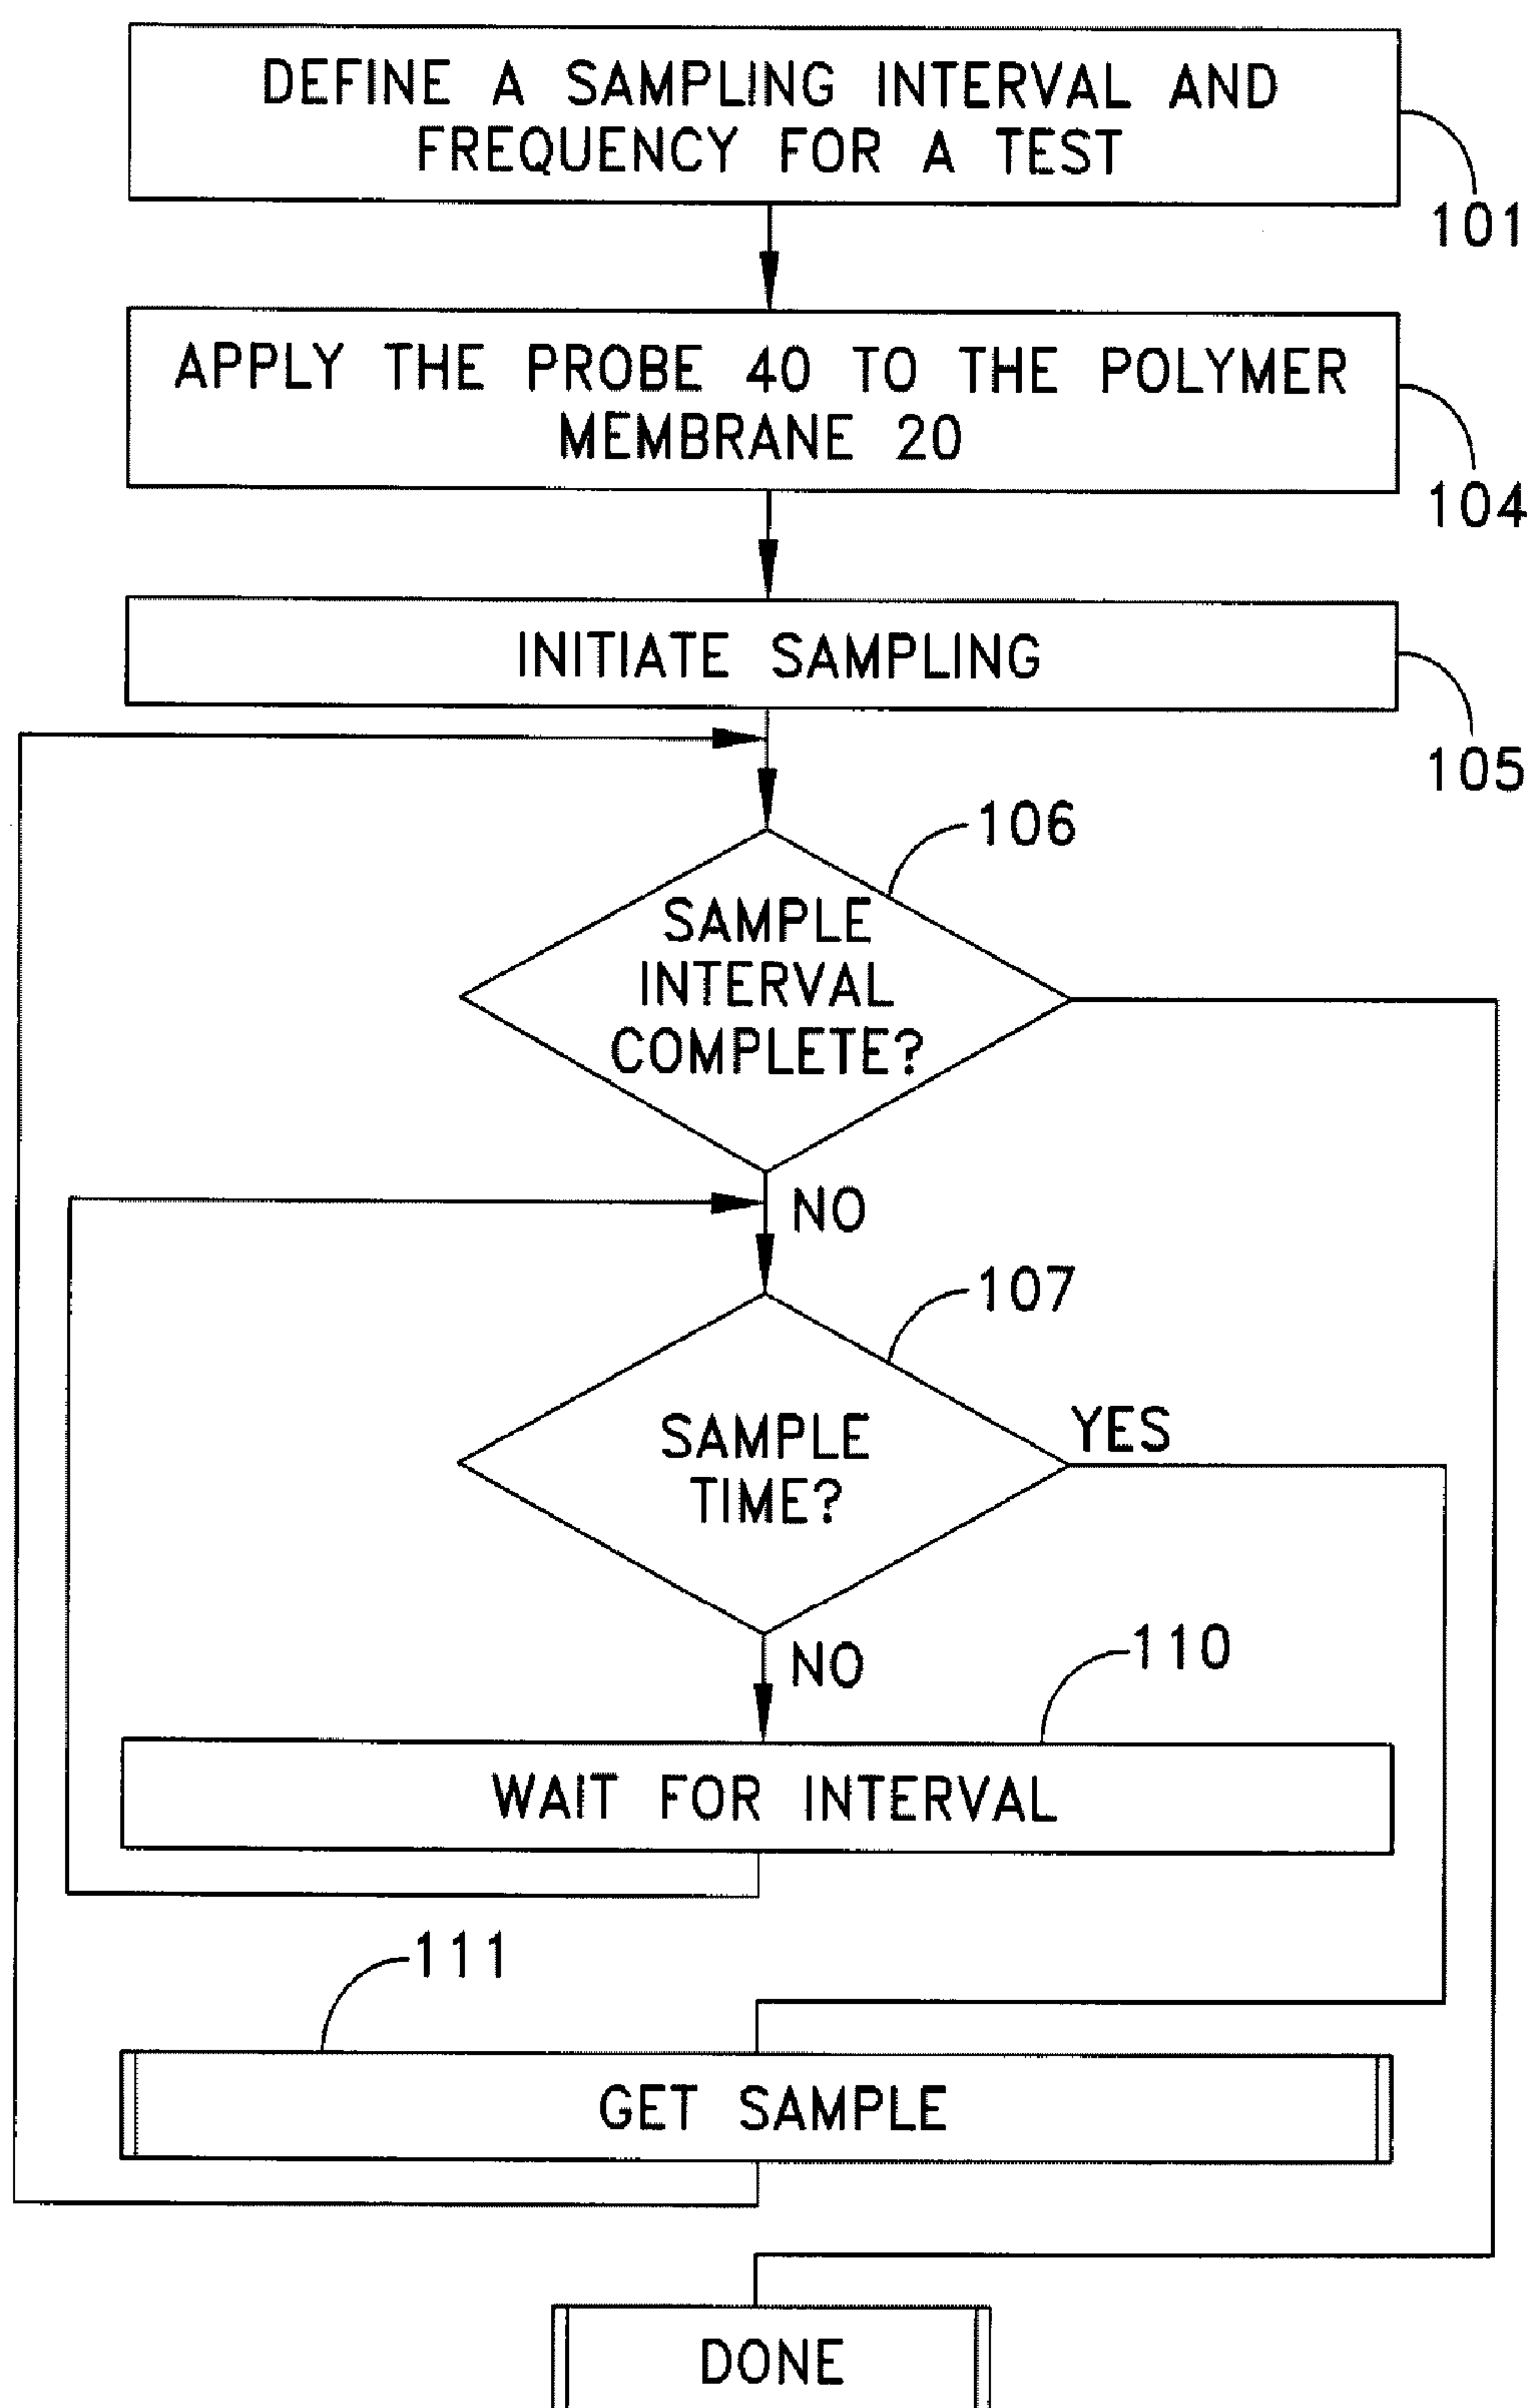 DEFINE A SAMPLING INTERVAL AND
FREQUENCY FOR A TEST
101
APPLY THE PROBE 40 TO THE POLYMER
MEMBRANE 20
104
INITIATE SAMPLING
105
106
SAMPLE
INTERVAL
COMPLETE?
NO
107
SAMPLE
TIME?
YES
NO
110
WAIT FOR INTERVAL
111
GET SAMPLE
DONE